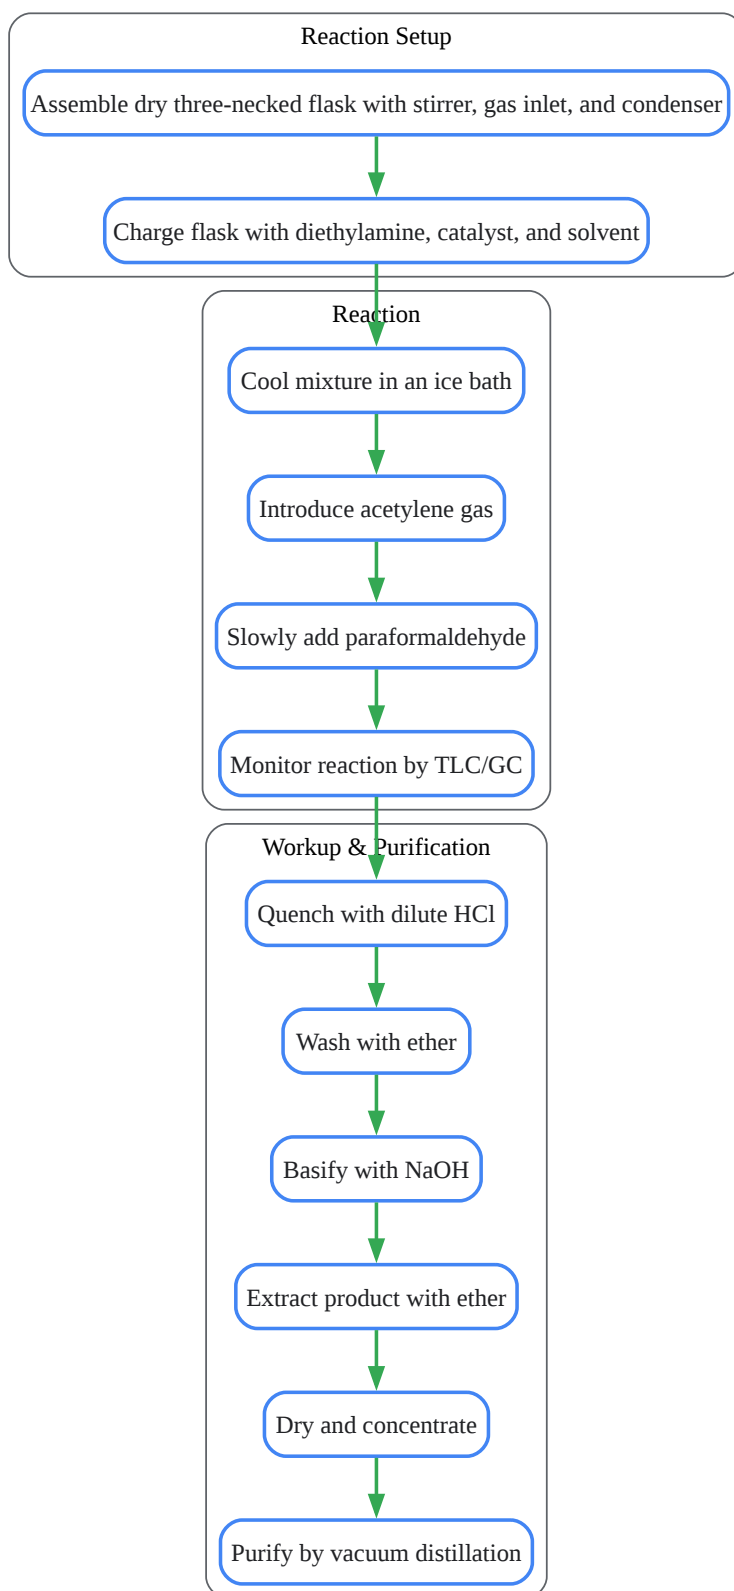 Reaction Setup
Assemble dry three-necked flask with stirrer, gas inlet, and condenser
Charge flask with diethylamine, catalyst, and solvent
Reaction
Cool mixture in an ice bath
Introduce acetylene gas
Slowly add paraformaldehyde
Monitor reaction by TLC/GC
Workup & Purification
Quench with dilute HCl
Wash with ether
Basify with NaOH
Extract product with ether
Dry and concentrate
Purify by vacuum distillation